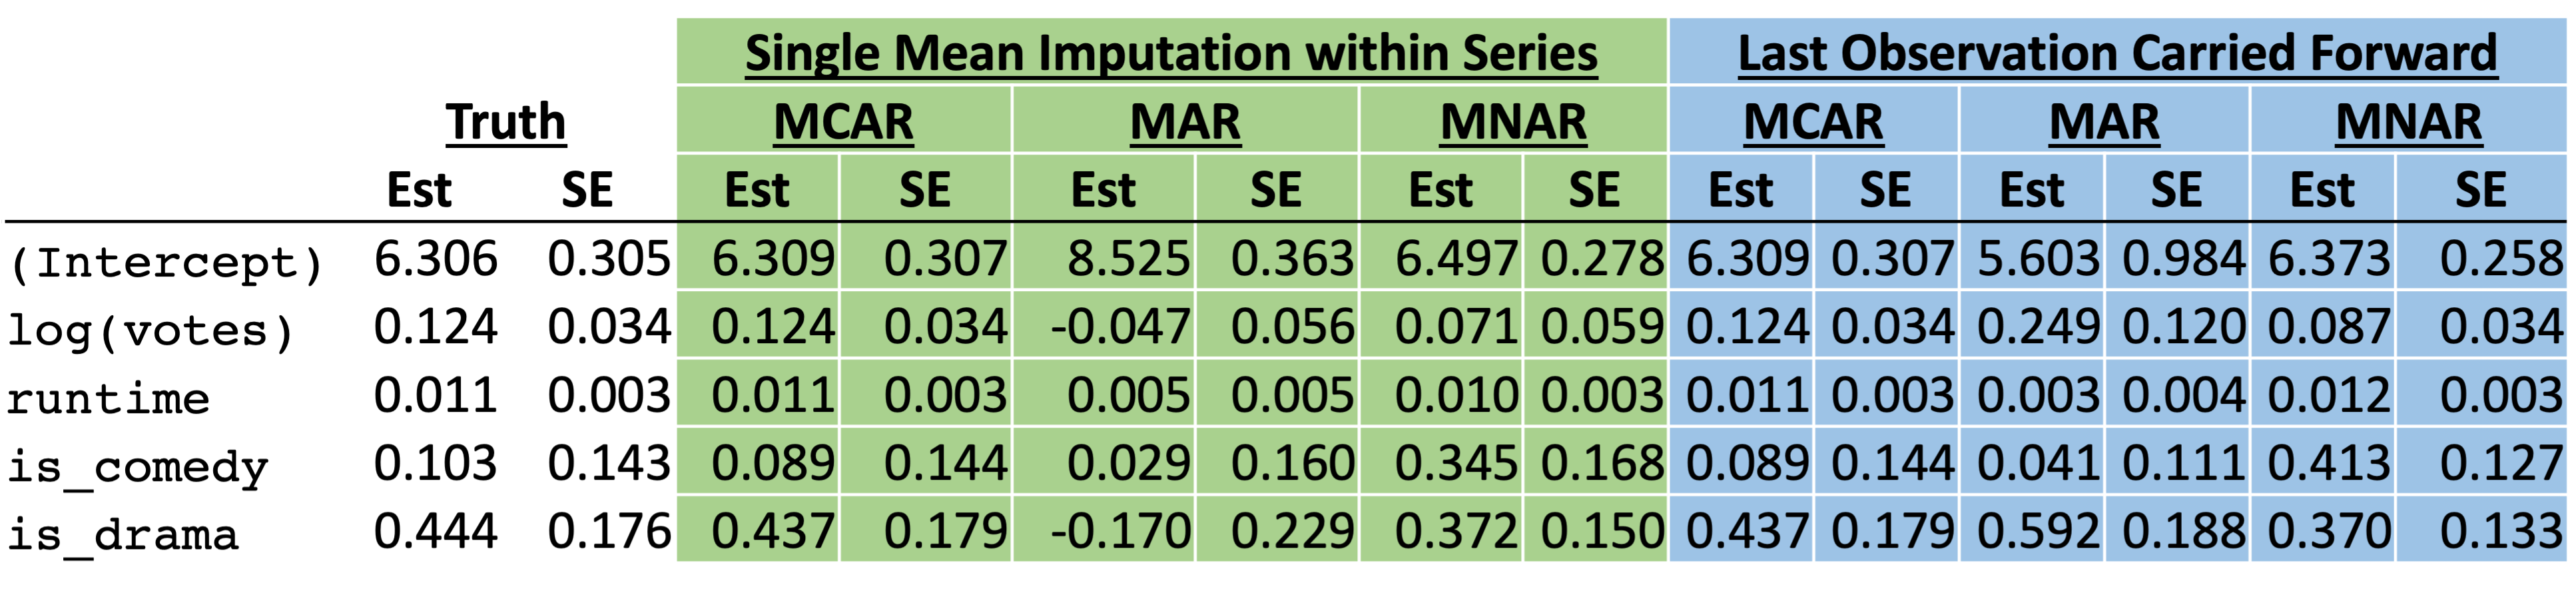 Single Mean Imputation within Series Last Observation Carried Forward
Truth MCAR MAR MNAR MCAR MAR MNAR
Est SE Est SE Est SE Est SE Est SE Est SE Est SE
(Intercept) 6.306 0.305 6.309 0.307 8.525 0.363 6.497 0.278 6.309 0.307 5.603 0.984 6.373 0.258
log(votes) 0.124 0.034 0.124 0.034 -0.047 0.056 0.071 0.059 0.124 0.034 0.249 0.120 0.087 0.034
runtime 0.011 0.003 0.011 0.003 0.005 0.005 0.010 0.003 0.011 0.003 0.003 0.004 0.012 0.003
is_comedy 0.103 0.143 0.089 0.144 0.029 0.160 0.345 0.168 0.089 0.144 0.041 0.111 0.413 0.127
is_drama 0.444 0.176 0.437 0.179 -0.170 0.229 0.372 0.150 0.437 0.179 0.592 0.188 0.370 0.133